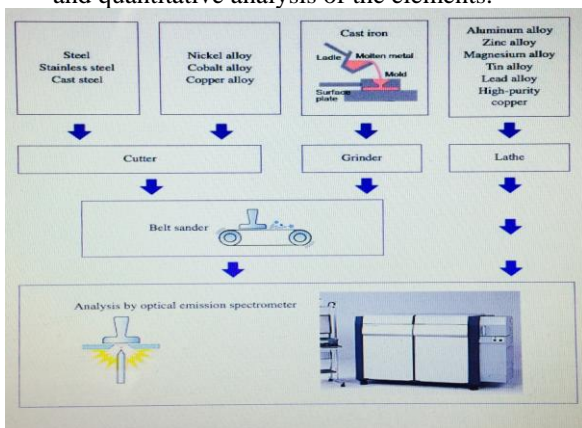 and quantitative analysis of the elements.
Steel
Stainless steel
Cast steel
Nickel alloy
Cobalt alloy
Copper alloy
Cast iron
Ladle
Molten metal
Mold
Surface
plate
Aluminum alloy
Zinc alloy
Magnesium alloy
Tin alloy
Lead alloy
High-purity
copper
Cutter
Grinder
Lathe
Belt sander
Analysis by optical emission spectrometer